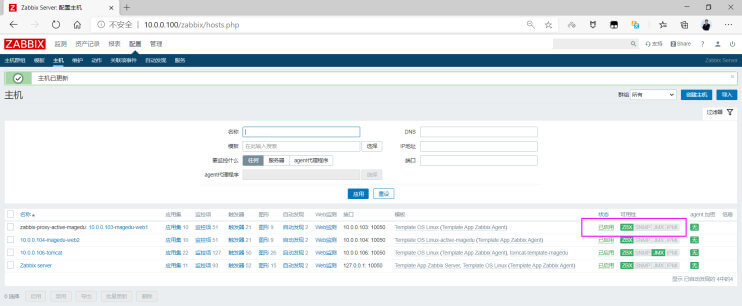 Zabbix Server: 配置主机
不安全 | 10.0.0.100/zabbix/hosts.php
ZABBIX 监测 资产记录 报表 配置 管理 支持 Share ?
主机群组 模板 主机 维护 动作 关联项事件 自动发现 服务 Zabbix Server
主机已更新
主机 群组 所有 创建主机 导入
过滤器
名称 DNS
模板 在此输入搜索 选择 IP地址
要监控什么 任何 服务器 agent代理程序 端口
agent代理程序 选择
应用 重设
名称 应用集 监控项 触发器 图形 自动发现 Web监测 接口 模板 状态 可用性 agent 加密 信息
zabbix-proxy-active-magedu: 10.0.0.103-magedu-web1 应用集 10 监控项 51 触发器 21 图形 9 自动发现 2 Web监测 10.0.0.103: 10050 Template OS Linux (Template App Zabbix Agent) 已启用 ZBX SNMP JMX IPMI 无
10.0.0.104-magedu-web2 应用集 10 监控项 51 触发器 21 图形 9 自动发现 2 Web监测 10.0.0.104: 10050 Template OS Linux-active-magedu (Template App Zabbix Agent) 已启用 ZBX SNMP JMX IPMI 无
10.0.0.106-tomcat 应用集 22 监控项 127 触发器 50 图形 26 自动发现 2 Web监测 10.0.0.106: 10050 Template OS Linux (Template App Zabbix Agent), tomcat-template-magedu 已启用 ZBX SNMP JMX IPMI 无
Zabbix server 应用集 11 监控项 93 触发器 52 图形 15 自动发现 2 Web监测 127.0.0.1: 10050 Template App Zabbix Server, Template OS Linux (Template App Zabbix Agent) 已启用 ZBX SNMP JMX IPMI 无
显示 已自动发现的 4中的4
0 选择 启用 禁用 导出 批量更新 删除